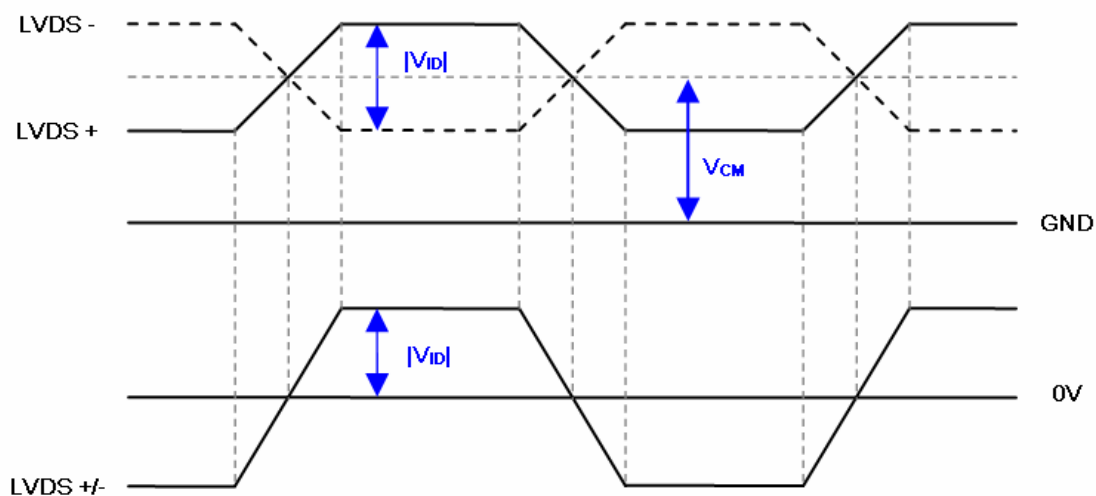 LVDS -
|VID|
LVDS +
VCM
GND
|VID|
0V
LVDS +/-